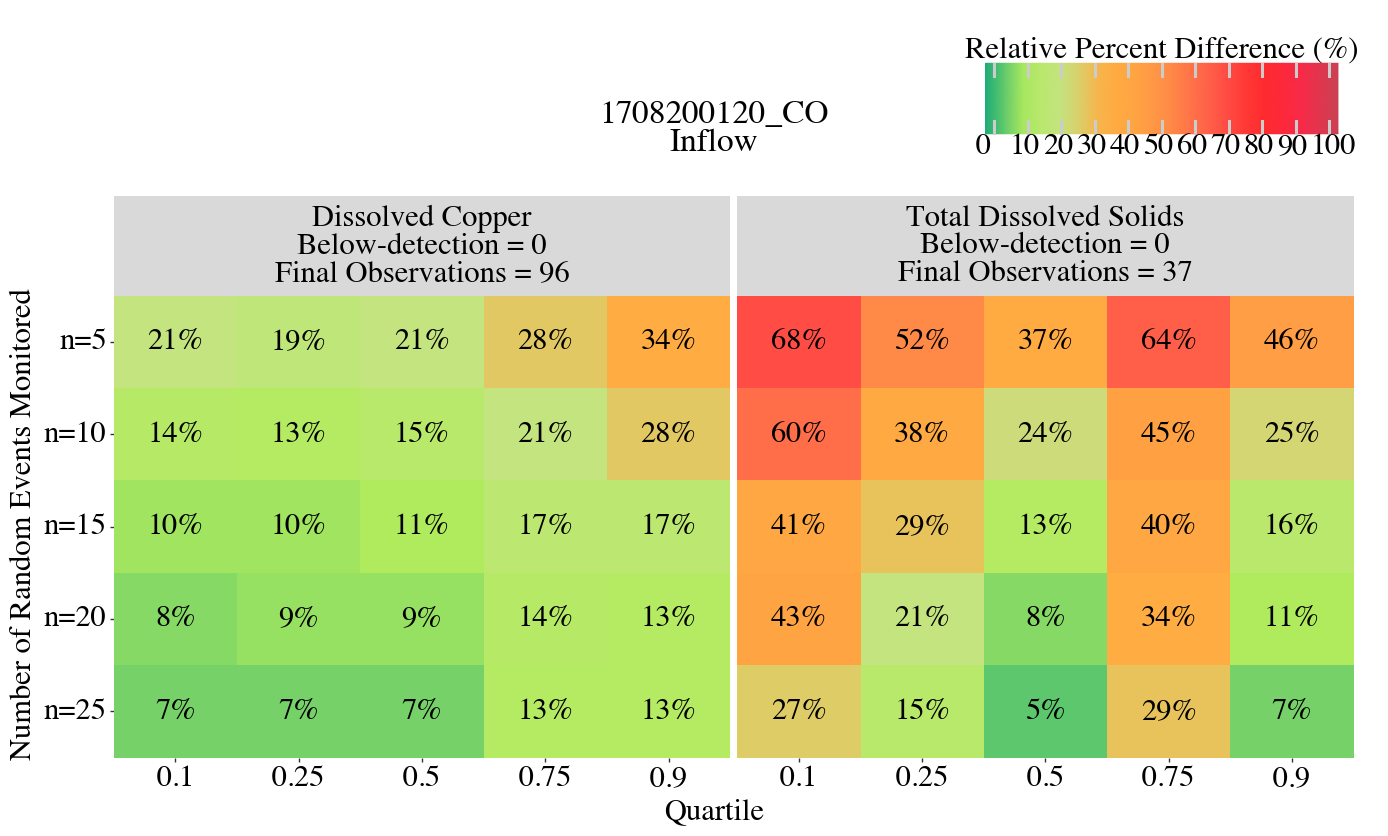 Relative Percent Difference (%)
0 10 20 30 40 50 60 70 80 90 100
1708200120_CO
Inflow
Dissolved Copper
Below-detection = 0
Final Observations = 96
Total Dissolved Solids
Below-detection = 0
Final Observations = 37
Number of Random Events Monitored
n=5 21% 19% 21% 28% 34% 68% 52% 37% 64% 46%
n=10 14% 13% 15% 21% 28% 60% 38% 24% 45% 25%
n=15 10% 10% 11% 17% 17% 41% 29% 13% 40% 16%
n=20 8% 9% 9% 14% 13% 43% 21% 8% 34% 11%
n=25 7% 7% 7% 13% 13% 27% 15% 5% 29% 7%
0.1 0.25 0.5 0.75 0.9 0.1 0.25 0.5 0.75 0.9
Quartile